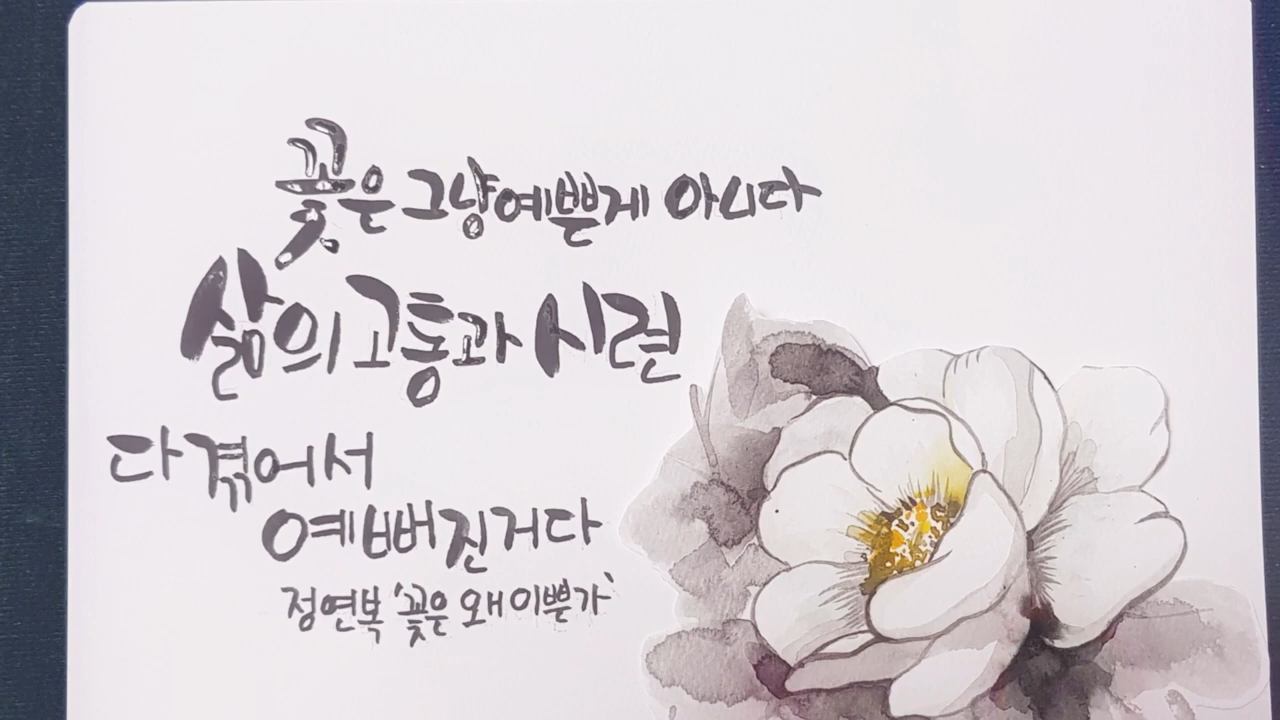 꽃은 그냥 예쁜게 아니다
삶의 고통과 시련
다 겪어서
예뻐진거다
정연복 '꽃은 왜 이쁜가'